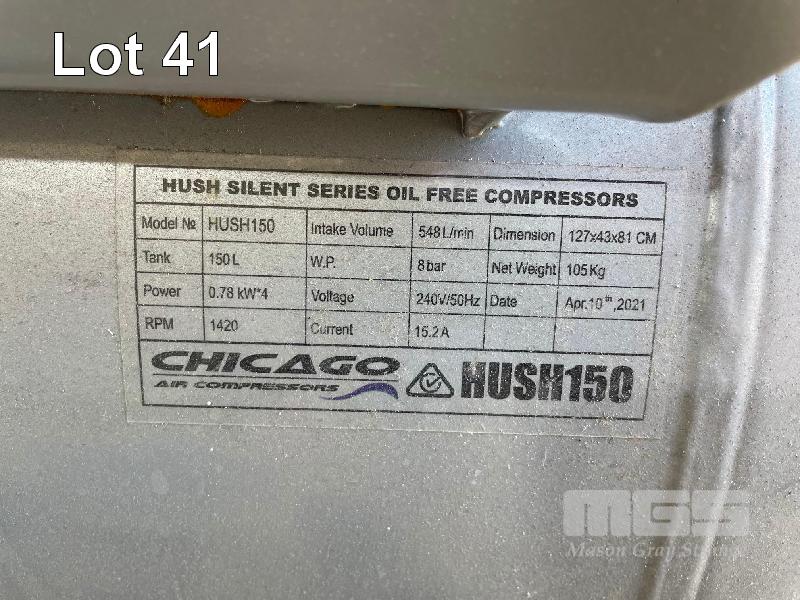 Lot 41
HUSH SILENT SERIES OIL FREE COMPRESSORS
Model № HUSH150 Intake Volume 548L/min Dimension 127x43x81 CM
Tank 150L W.P. 8bar Net Weight 105Kg
Power 0.78 kW*4 Voltage 240V/50Hz Date Apr.10th,2021
RPM 1420 Current 15.2A
CHICAGO
AIR COMPRESSORS
HUSH150
MGS
Mason Gray